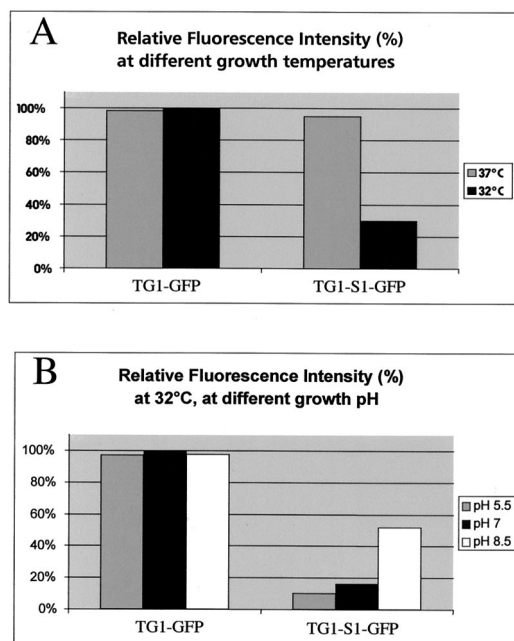 A
Relative Fluorescence Intensity (%)
at different growth temperatures
100%
80%
60%
40%
20%
0%
TG1-GFP
TG1-S1-GFP
37°C
32°C
B
Relative Fluorescence Intensity (%)
at 32°C, at different growth pH
100%
80%
60%
40%
20%
0%
TG1-GFP
TG1-S1-GFP
pH 5.5
pH 7
pH 8.5